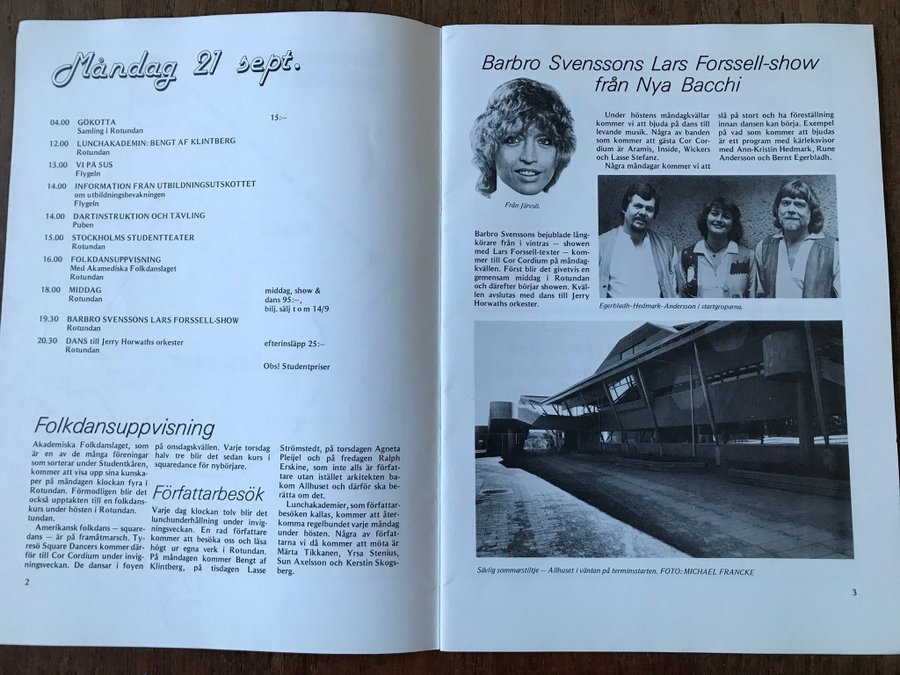 Måndag 21 sept.
04.00 GÖKOTTA 15:–
Samling i Rotundan
12.00 LUNCHAKADEMIN: BENGT AF KLINTBERG
Rotundan
13.00 VI PÅ SUS
Flygeln
14.00 INFORMATION FRÅN UTBILDNINGSUTSKOTTET
om utbildningsbevakningen
Flygeln
14.00 DARTINSTRUKTION OCH TÄVLING
Puben
15.00 STOCKHOLMS STUDENTTEATER
Rotundan
16.00 FOLKDANSUPPVISNING
Med Akamediska Folkdanslaget
Rotundan
18.00 MIDDAG middag, show &
Rotundan dans 95:–,
bilj. sälj t o m 14/9
19.30 BARBRO SVENSSONS LARS FORSSELL-SHOW
Rotundan
20.30 DANS till Jerry Horwaths orkester efterinsläpp 25:–
Rotundan
Obs! Studentpriser
Folkdansuppvisning
Akademiska Folkdanslaget, som
är en av de många föreningar
som sorterar under Studentkåren,
kommer att visa upp sina kunska-
per på måndagen klockan fyra i
Rotundan. Förmodligen blir det
också upptakten till en folkdans-
kurs under hösten i Rotundan.
tundan.
Amerikansk folkdans – square-
dans – är på framåtmarsch. Ty-
resö Square Dancers kommer där-
för till Cor Cordium under invig-
ningsveckan. De dansar i foyen
på onsdagskvällen. Varje torsdag
halv tre blir det sedan kurs i
squaredance för nybörjare.
Författarbesök
Varje dag klockan tolv blir det
lunchunderhållning under invig-
ningsveckan. En rad författare
kommer att besöka oss och läsa
högt ur egna verk i Rotundan.
På måndagen kommer Bengt af
Klintberg, på tisdagen Lasse
Strömstedt, på torsdagen Agneta
Pleijel och på fredagen Ralph
Erskine, som inte alls är författ-
tare utan istället arkitekten ba-
kom Allhuset och därför ska be-
rätta om det.
Lunchakademier, som författar-
besöken kallas, kommer att åter-
komma regelbundet varje måndag
under hösten. Några av författ-
tarna vi då kommer att möta är
Märta Tikkanen, Yrsa Stenius,
Sun Axelsson och Kerstin Skogs-
berg.
2
Barbro Svenssons Lars Forssell-show
från Nya Bacchi
Från Järvsö.
Barbro Svenssons bejublade lång-
körare från i vintras – showen
med Lars Forssell-texter – kom-
mer till Cor Cordium på måndag-
kvällen. Först blir det givetvis en
gemensam middag i Rotundan
och därefter börjar showen. Kväl-
len avslutas med dans till Jerry
Horwaths orkester.
Under höstens måndagkvällar
kommer vi att bjuda på dans till
levande musik. Några av banden
som kommer att gästa Cor Cor-
dium är Aramis, Inside, Wickers
och Lasse Stefanz.
Några måndagar kommer vi att
slå på stort och ha föreställning
innan dansen kan börja. Exempel
på vad som kommer att bjudas
är ett program med kärleksvisor
med Ann-Kristin Hedmark, Rune
Andersson och Bernt Egerbladh.
Egerbladh-Hedmark-Andersson i startgroparna.
Sävlig sommarstiltje – Allhuset i väntan på terminsstarten. FOTO: MICHAEL FRANCKE
3